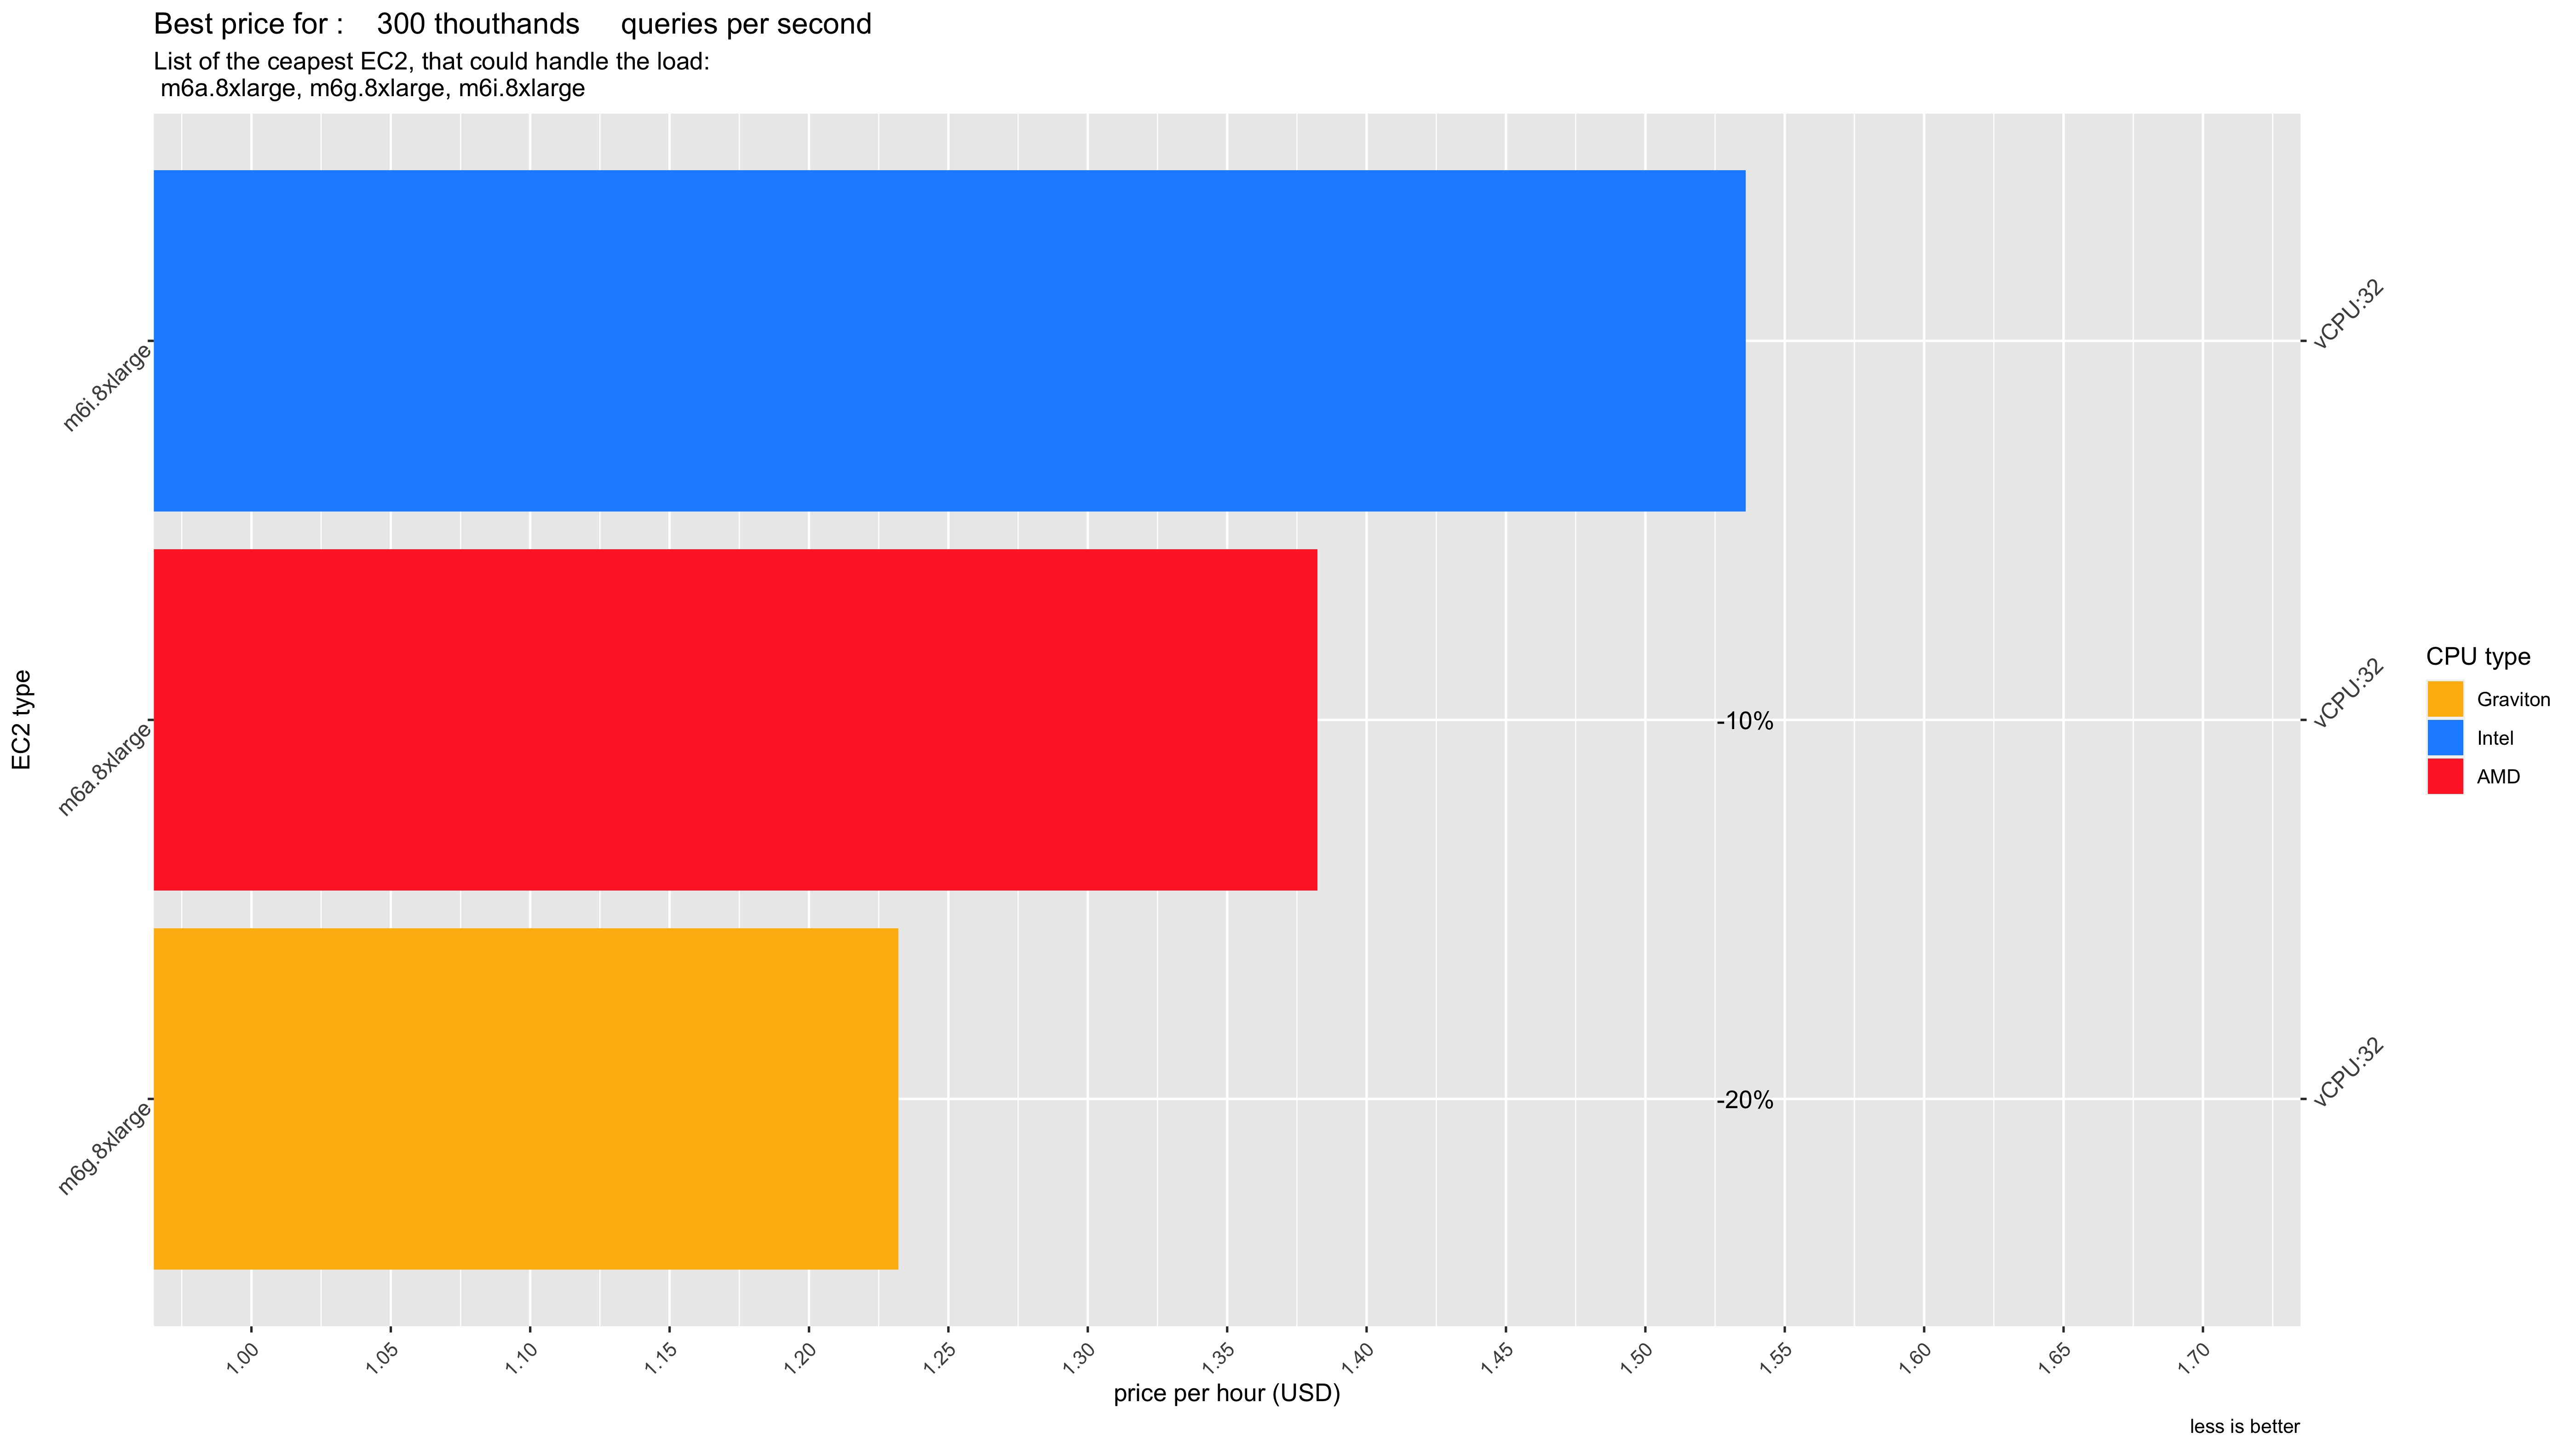 Best price for :    300 thouthands     queries per second
List of the ceapest EC2, that could handle the load:
m6a.8xlarge, m6g.8xlarge, m6i.8xlarge
EC2 type
m6i.8xlarge
vCPU:32
m6a.8xlarge
-10%
vCPU:32
m6g.8xlarge
-20%
vCPU:32
CPU type
Graviton
Intel
AMD
1.00 1.05 1.10 1.15 1.20 1.25 1.30 1.35 1.40 1.45 1.50 1.55 1.60 1.65 1.70
price per hour (USD)
less is better